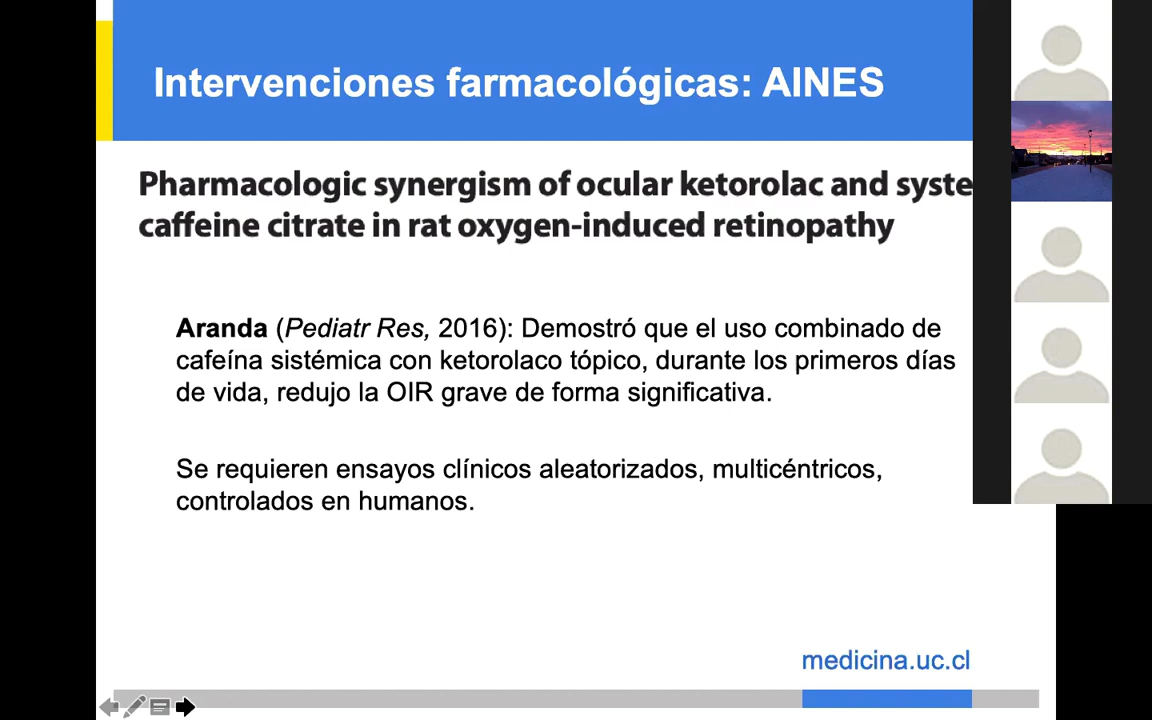 Intervenciones farmacológicas: AINES
Pharmacologic synergism of ocular ketorolac and syste
caffeine citrate in rat oxygen-induced retinopathy
Aranda (Pediatr Res, 2016): Demostró que el uso combinado de
cafeína sistémica con ketorolaco tópico, durante los primeros días
de vida, redujo la OIR grave de forma significativa.
Se requieren ensayos clínicos aleatorizados, multicéntricos,
controlados en humanos.
medicina.uc.cl